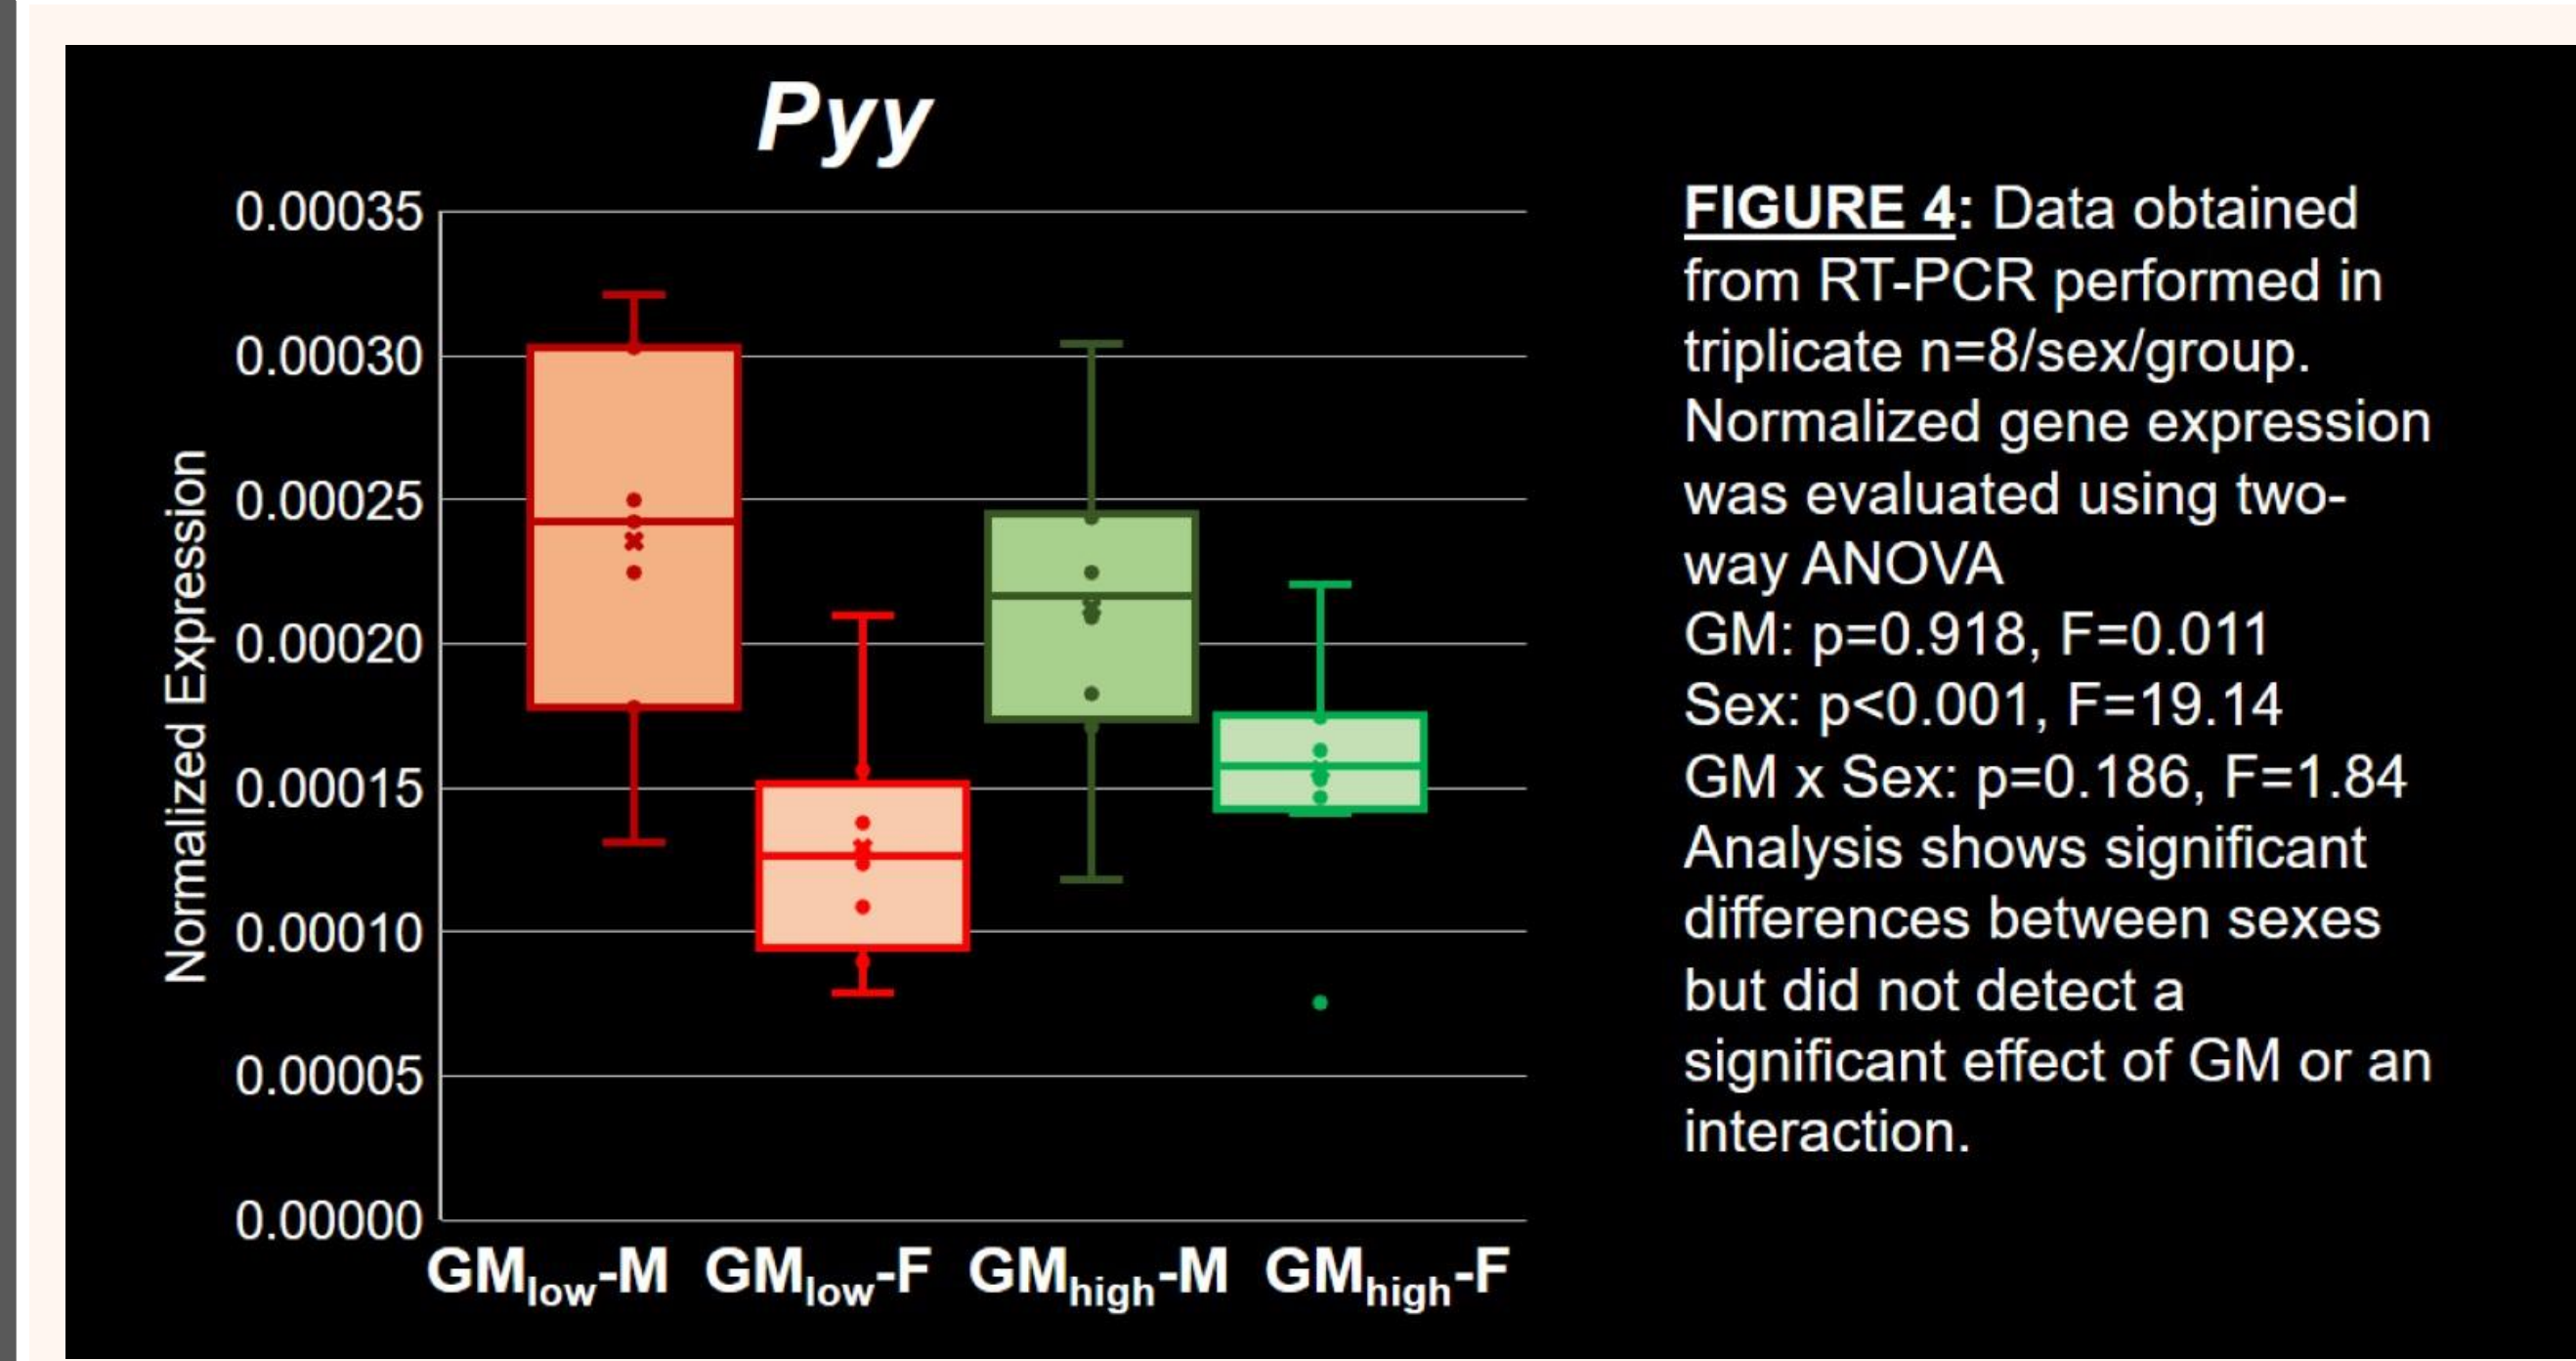 Pyy
0.00035
0.00030
0.00025
0.00020
0.00015
0.00010
0.00005
0.00000
Normalized Expression
GMlow-M GMlow-F GMhigh-M GMhigh-F
FIGURE 4: Data obtained
from RT-PCR performed in
triplicate n=8/sex/group.
Normalized gene expression
was evaluated using two-
way ANOVA
GM: p=0.918, F=0.011
Sex: p<0.001, F=19.14
GM x Sex: p=0.186, F=1.84
Analysis shows significant
differences between sexes
but did not detect a
significant effect of GM or an
interaction.